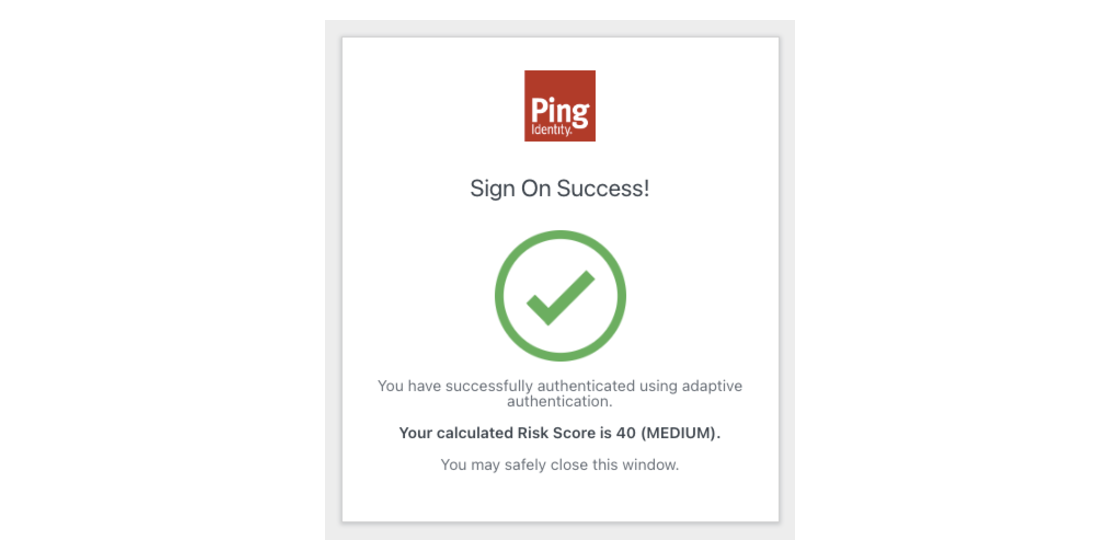 Ping
Identity.
Sign On Success!
You have successfully authenticated using adaptive
authentication.
Your calculated Risk Score is 40 (MEDIUM).
You may safely close this window.